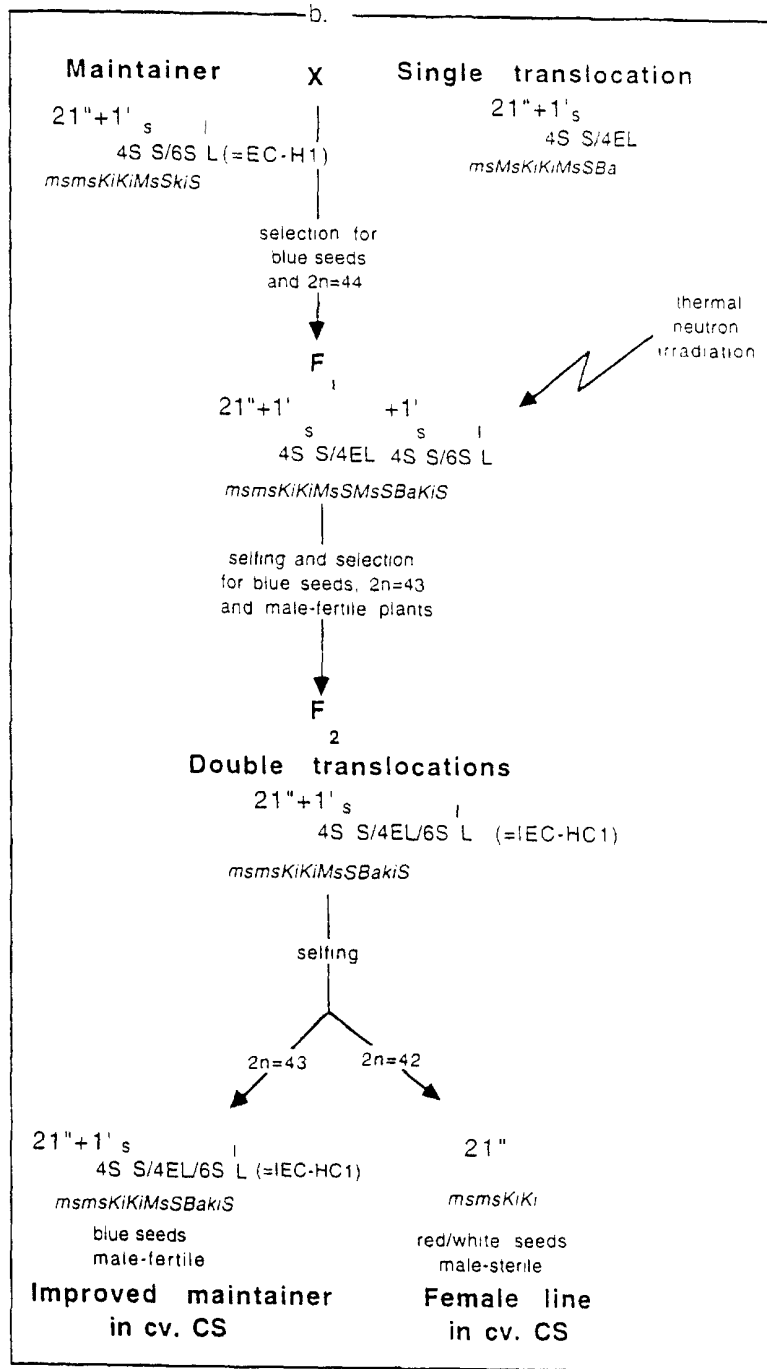 b.
Maintainer X Single translocation
21"+1' s l
4S S/6S L (=EC-H1)
msmsKiKiMsSkiS
21"+1' s
4S S/4EL
msMsKiKiMsSBa
selection for
blue seeds
and 2n=44
thermal
neutron
irradiation
F 1
21"+1' +1'
s s l
4S S/4EL 4S S/6S L
msmsKiKiMsSMsSBaKiS
selfing and selection
for blue seeds, 2n=43
and male-fertile plants
F
2
Double translocations
21"+1' s l
4S S/4EL/6S L (=IEC-HC1)
msmsKiKiMsSBakiS
selfing
2n=43 2n=42
21"+1' s l
4S S/4EL/6S L (=IEC-HC1)
msmsKiKiMsSBakiS
blue seeds
male-fertile
Improved maintainer
in cv. CS
21"
msmsKiKi
red/white seeds
male-sterile
Female line
in cv. CS